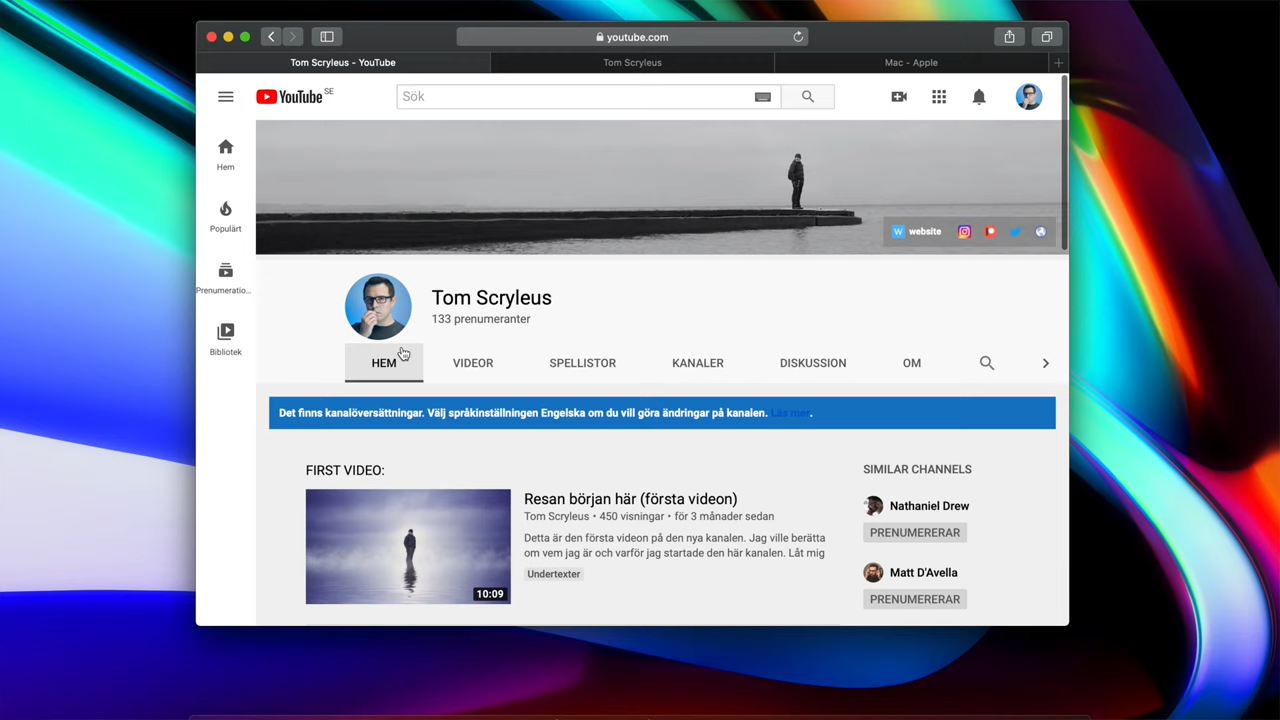 youtube.com
Tom Scryleus - YouTube
Tom Scryleus
Mac - Apple
YouTube SE
Sök
Hem
Populärt
Prenumeratio...
Bibliotek
W website
Tom Scryleus
133 prenumeranter
HEM
VIDEOR
SPELLISTOR
KANALER
DISKUSSION
OM
Det finns kanalöversättningar. Välj språkinställningen Engelska om du vill göra ändringar på kanalen. Läs mer.
FIRST VIDEO:
10:09
Resan början här (första videon)
Tom Scryleus • 450 visningar • för 3 månader sedan
Detta är den första videon på den nya kanalen. Jag ville berätta
om vem jag är och varför jag startade den här kanalen. Låt mig
Undertexter
SIMILAR CHANNELS
Nathaniel Drew
PRENUMERERAR
Matt D'Avella
PRENUMERERAR